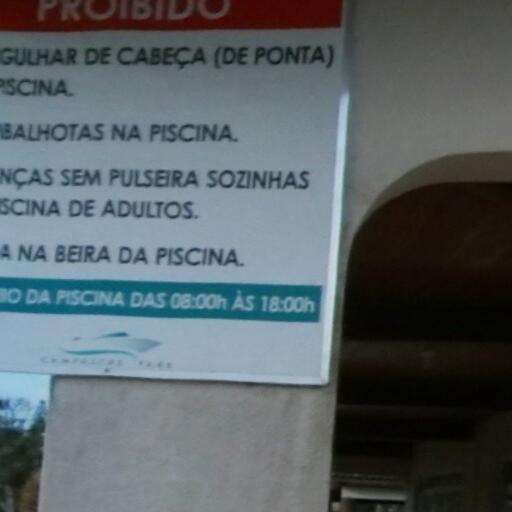 PROIBIDO
GULHAR DE CABEÇA (DE PONTA)
PISCINA.
BALHOTAS NA PISCINA.
NÇAS SEM PULSEIRA SOZINHAS
ISCINA DE ADULTOS.
A NA BEIRA DA PISCINA.
IO DA PISCINA DAS 08:00h ÀS 18:00h